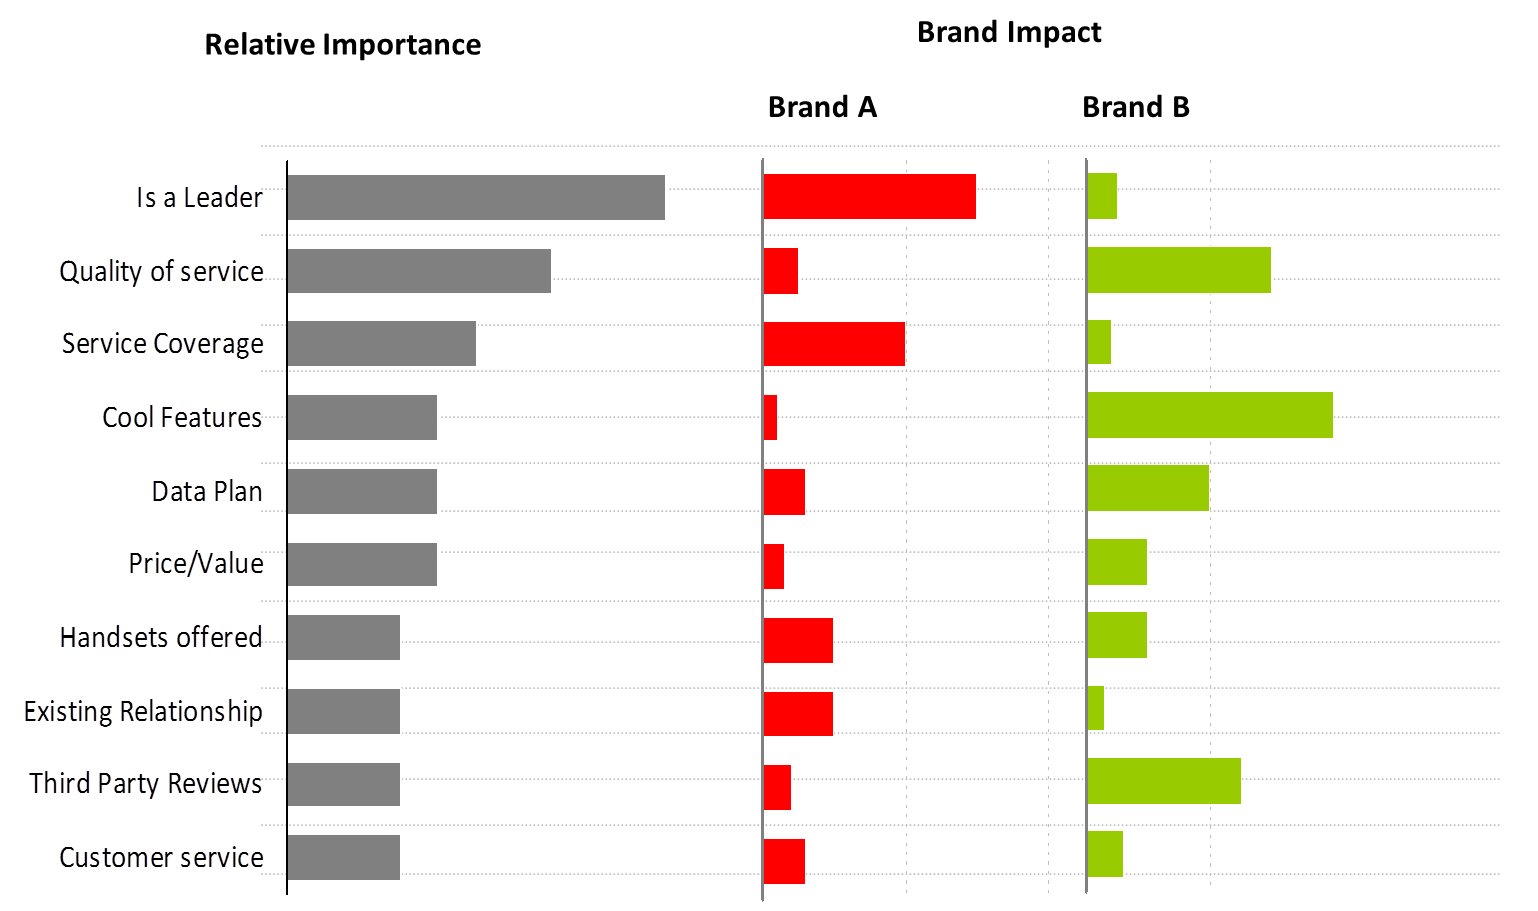 Relative Importance
Brand Impact
Brand A
Brand B
Is a Leader
Quality of service
Service Coverage
Cool Features
Data Plan
Price/Value
Handsets offered
Existing Relationship
Third Party Reviews
Customer service